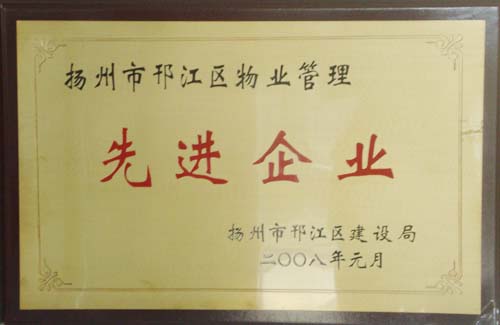 扬州市邗江区物业管理
先进企业
扬州市邗江区建设局
二〇〇八年元月